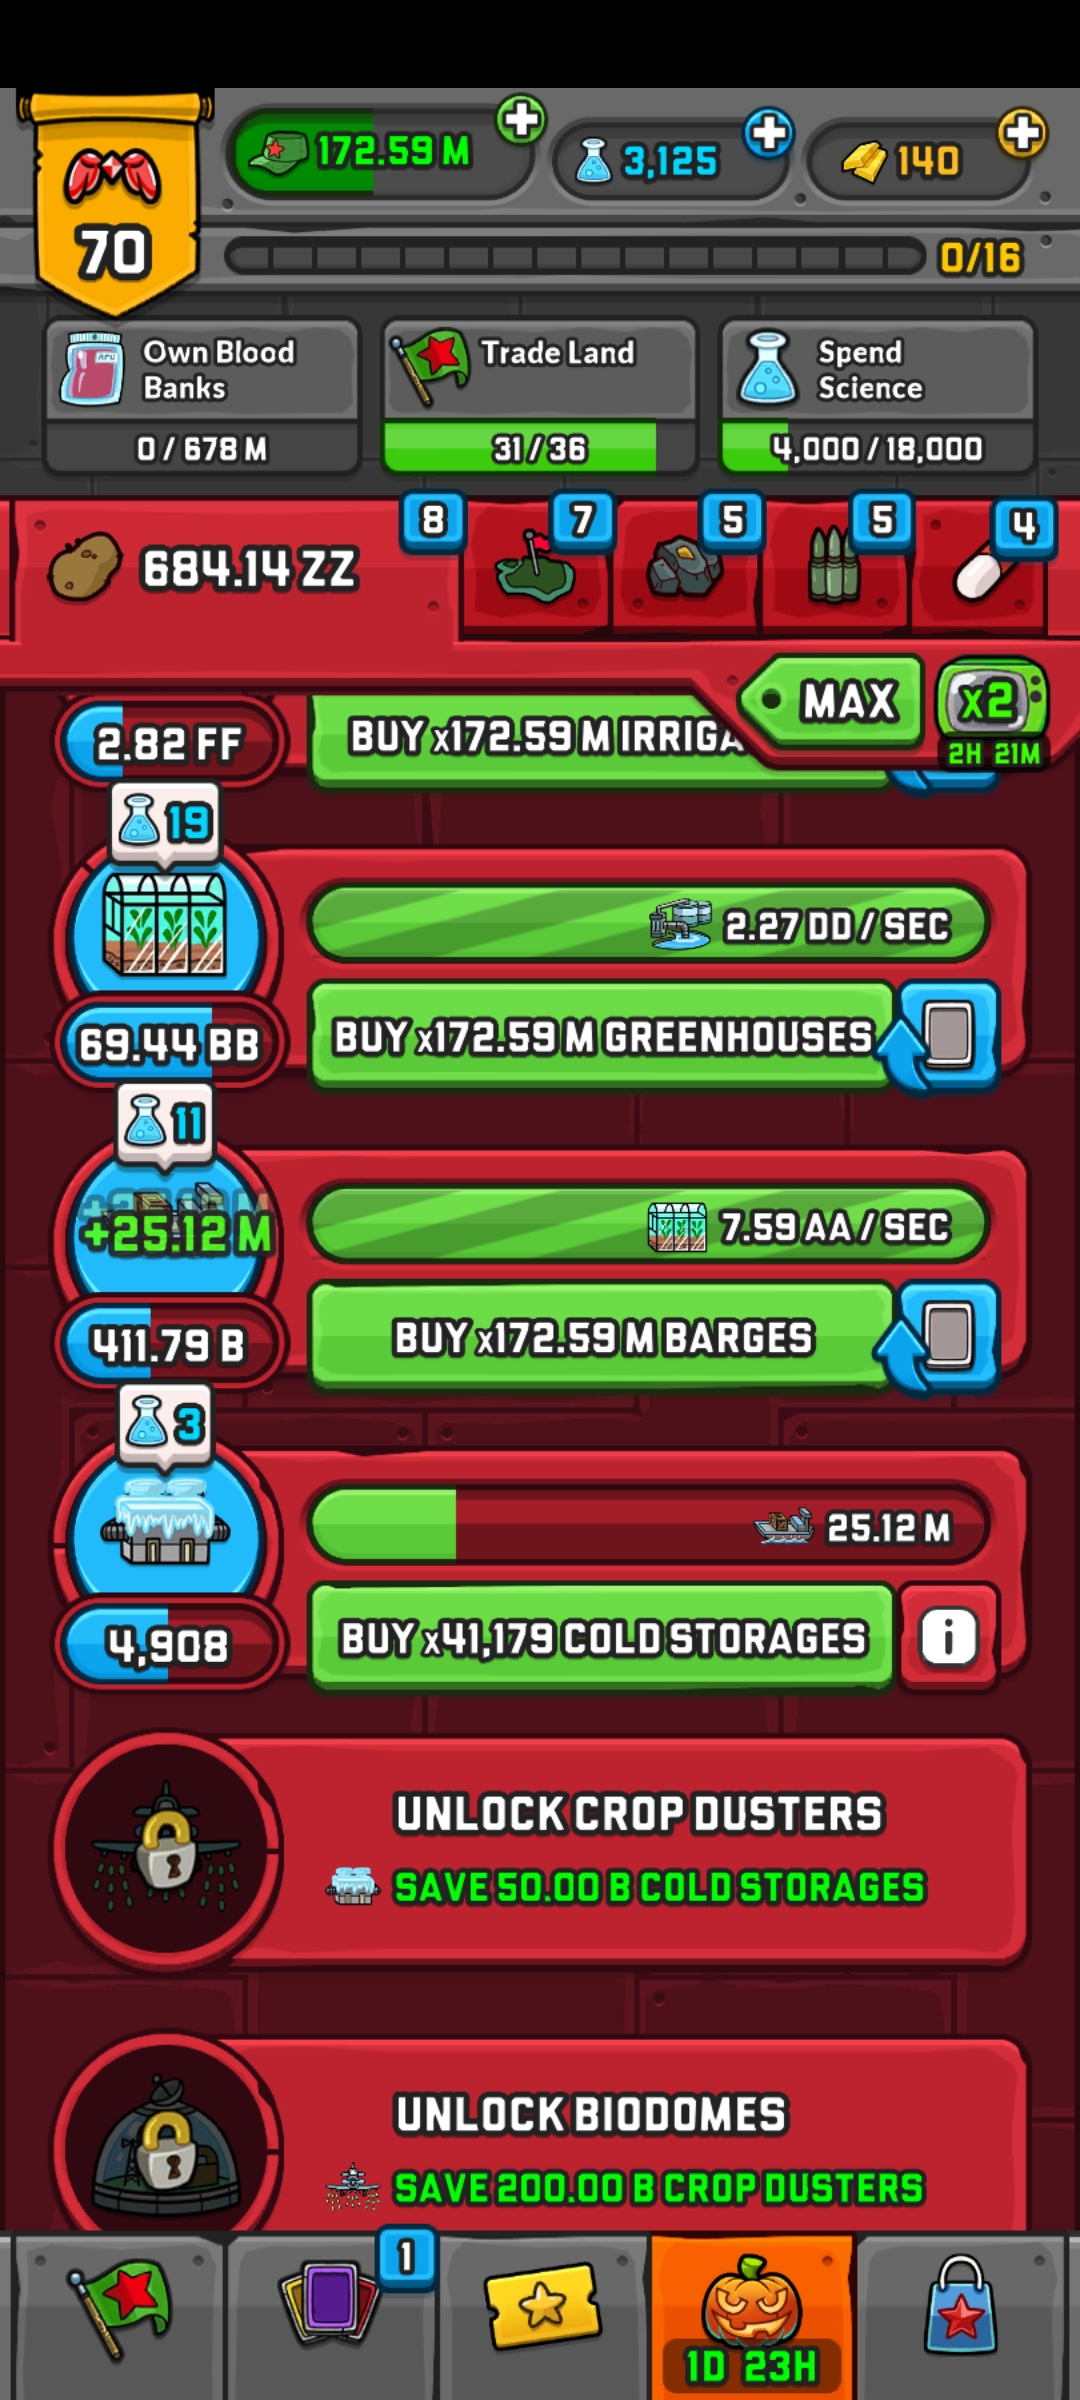 172.59 M
3,125
140
70
0/16
Own Blood
Banks
0 / 678 M
Trade Land
31 / 36
Spend
Science
4,000 / 18,000
684.14 ZZ
8
7
5
5
4
MAX
x2
2H 21M
2.82 FF
BUY x172.59 M IRRIGA
19
2.27 DD / SEC
69.44 BB
BUY x172.59 M GREENHOUSES
11
+25.12 M
7.59 AA / SEC
411.79 B
BUY x172.59 M BARGES
3
25.12 M
4,908
BUY x41,179 COLD STORAGES
i
UNLOCK CROP DUSTERS
SAVE 50.00 B COLD STORAGES
UNLOCK BIODOMES
SAVE 200.00 B CROP DUSTERS
1
1D 23H